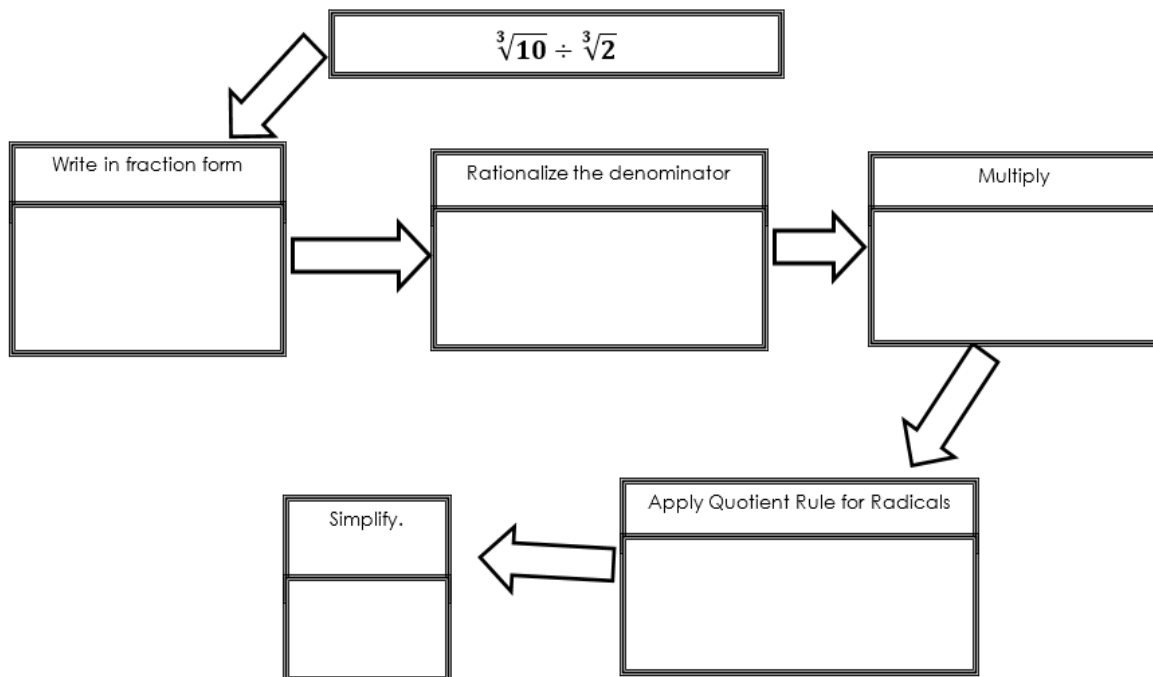 ∛10 ÷ ∛2
Write in fraction form
Rationalize the denominator
Multiply
Apply Quotient Rule for Radicals
Simplify.